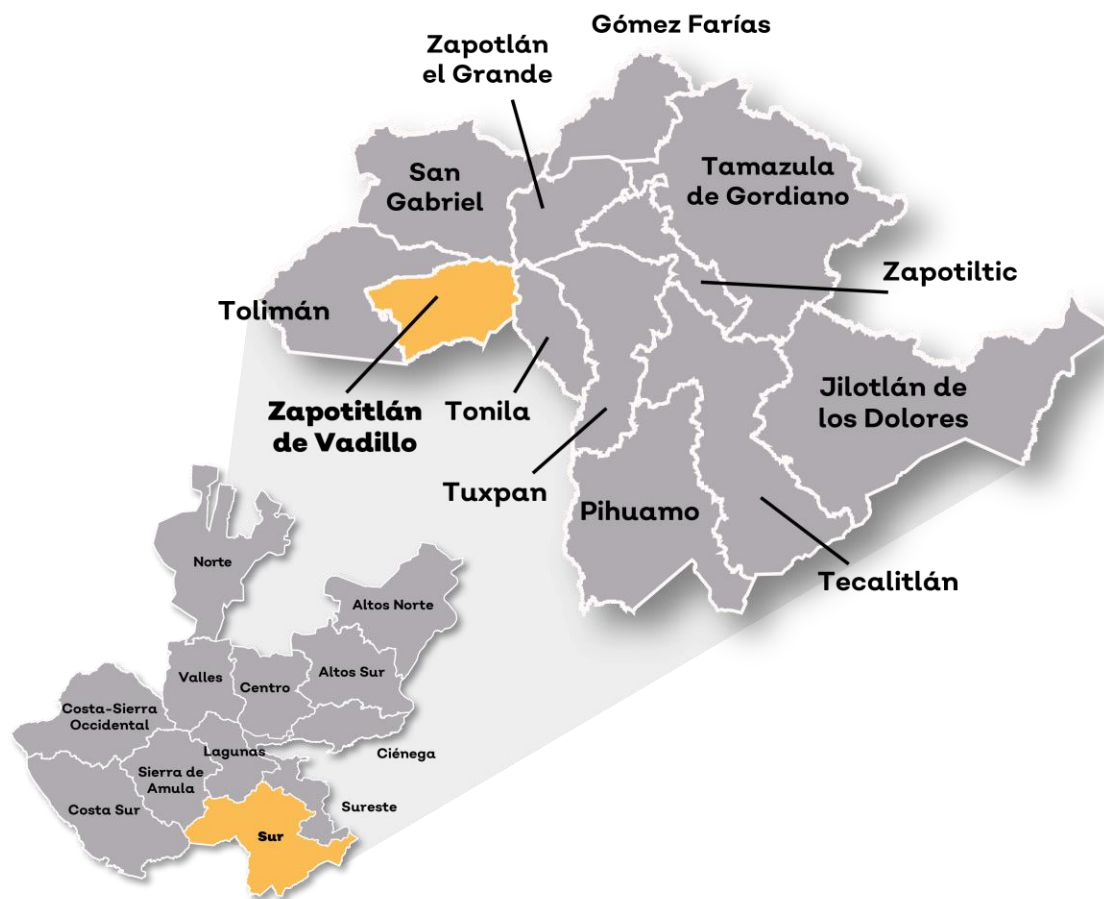 Gómez Farías
Zapotlán
el Grande
San
Gabriel
Tamazula
de Gordiano
Zapotiltic
Tolimán
Zapotitlán
de Vadillo
Tonila
Jilotlán de
los Dolores
Tuxpan
Pihuamo
Tecalitlán
Norte
Altos Norte
Valles
Centro
Altos Sur
Costa-Sierra
Occidental
Lagunas
Ciénega
Sierra de
Amula
Costa Sur
Sureste
Sur